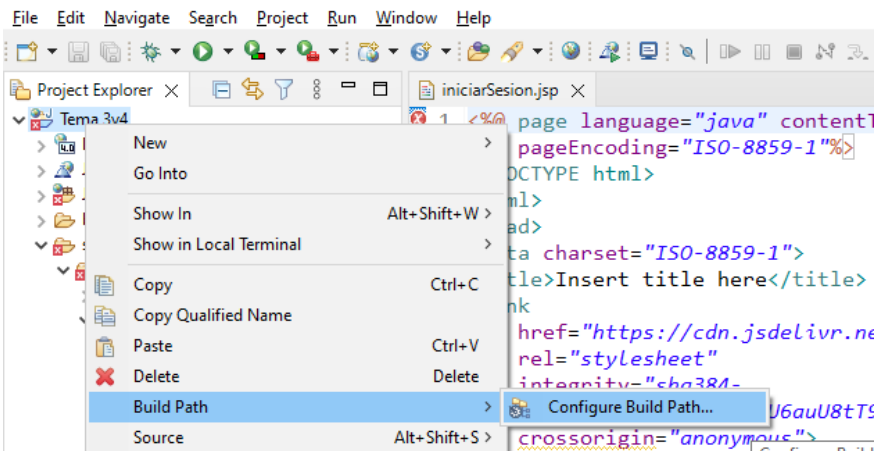 File Edit Navigate Search Project Run Window Help
Project Explorer
iniciarSesion.jsp
Tema 3y4
1 <%@ page language="java" contentT
pageEncoding="ISO-8859-1"%>
OCTYPE html>
ml>
ad>
ta charset="ISO-8859-1">
tle>Insert title here</title>
nk
href="https://cdn.jsdelivr.ne
rel="stylesheet"
integrity="sha384-
U6auU8tT9
crossorigin="anonymous">
4.0
New
Go Into
Show In Alt+Shift+W
Show in Local Terminal
Copy Ctrl+C
Copy Qualified Name
Paste Ctrl+V
Delete Delete
Build Path
Configure Build Path...
Source Alt+Shift+S